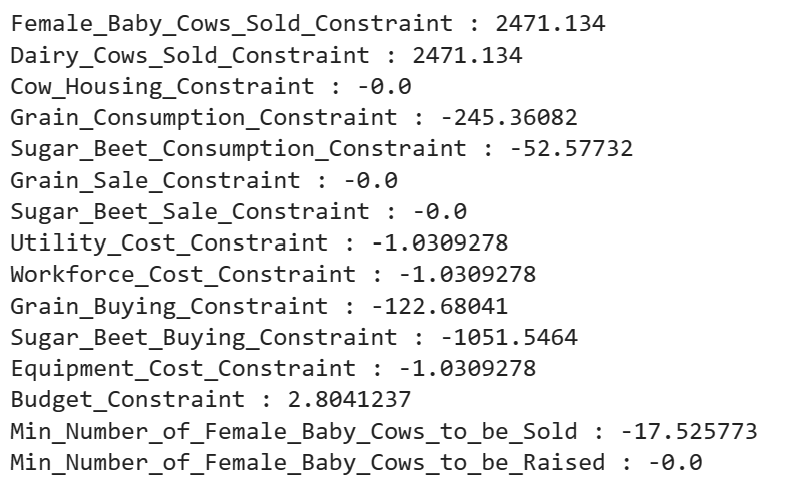 Female_Baby_Cows_Sold_Constraint : 2471.134
Dairy_Cows_Sold_Constraint : 2471.134
Cow_Housing_Constraint : -0.0
Grain_Consumption_Constraint : -245.36082
Sugar_Beet_Consumption_Constraint : -52.57732
Grain_Sale_Constraint : -0.0
Sugar_Beet_Sale_Constraint : -0.0
Utility_Cost_Constraint : -1.0309278
Workforce_Cost_Constraint : -1.0309278
Grain_Buying_Constraint : -122.68041
Sugar_Beet_Buying_Constraint : -1051.5464
Equipment_Cost_Constraint : -1.0309278
Budget_Constraint : 2.8041237
Min_Number_of_Female_Baby_Cows_to_be_Sold : -17.525773
Min_Number_of_Female_Baby_Cows_to_be_Raised : -0.0